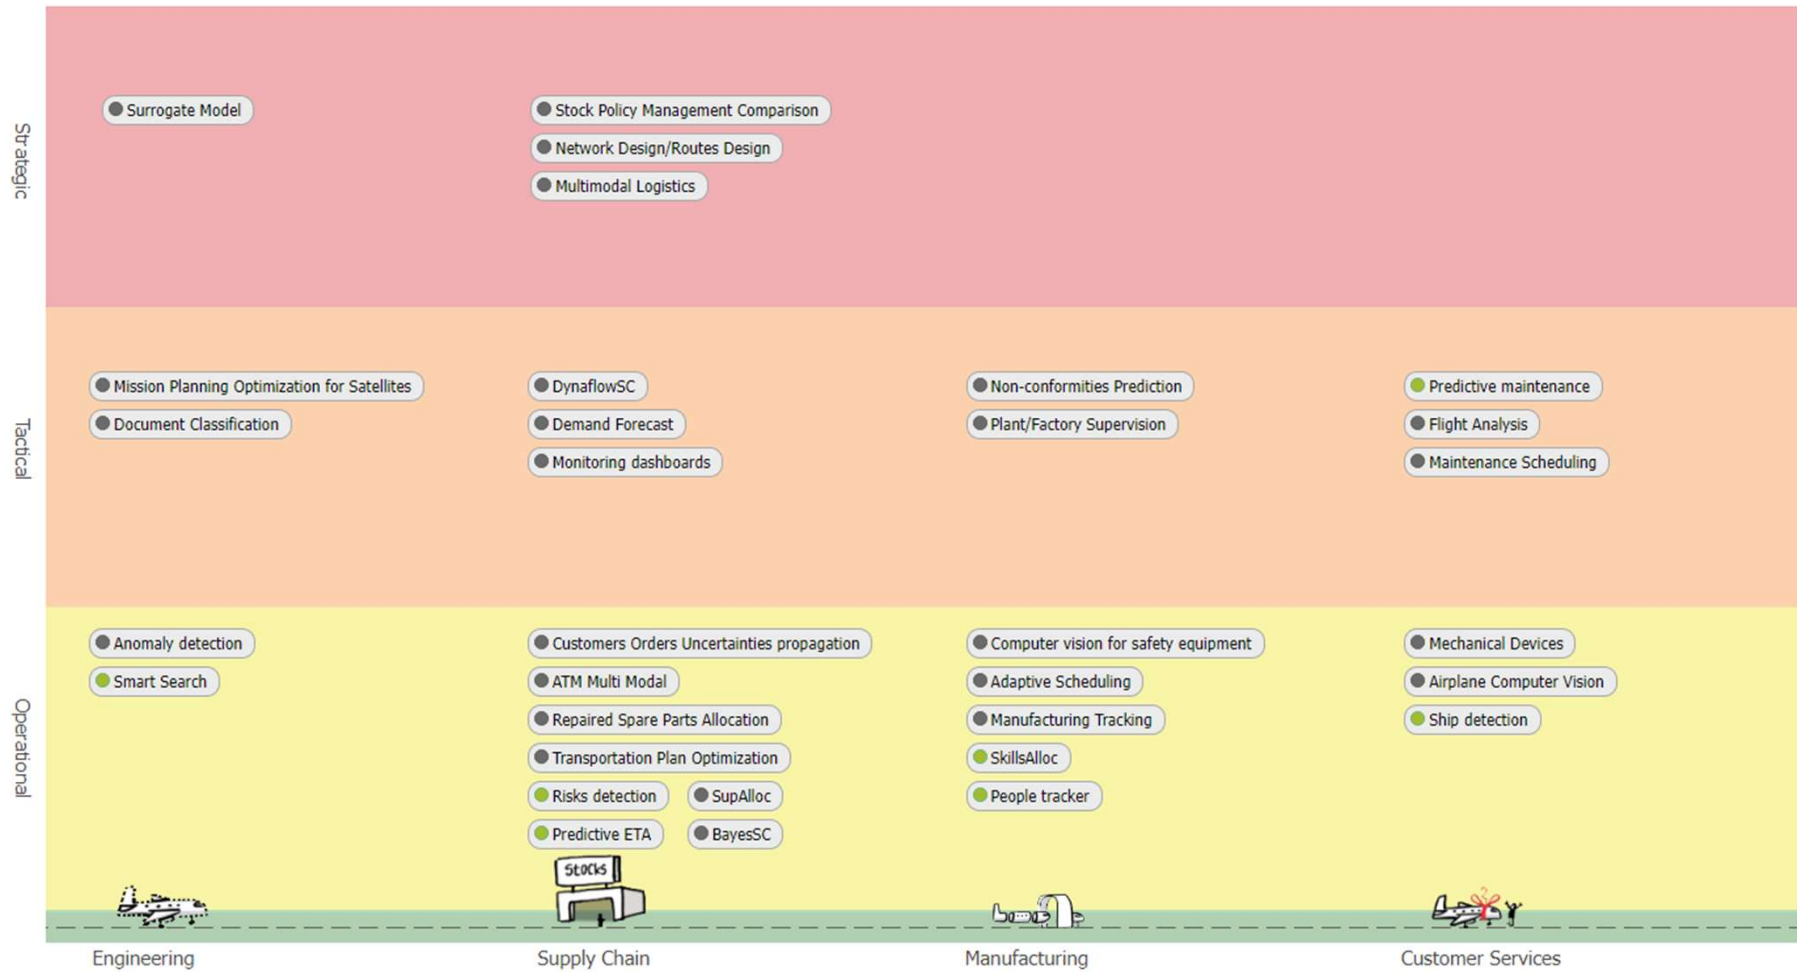 Strategic
Surrogate Model
Stock Policy Management Comparison
Network Design/Routes Design
Multimodal Logistics
Tactical
Mission Planning Optimization for Satellites
Document Classification
DynaflowSC
Demand Forecast
Monitoring dashboards
Non-conformities Prediction
Plant/Factory Supervision
Predictive maintenance
Flight Analysis
Maintenance Scheduling
Operational
Anomaly detection
Smart Search
Customers Orders Uncertainties propagation
ATM Multi Modal
Repaired Spare Parts Allocation
Transportation Plan Optimization
Risks detection
SupAlloc
Predictive ETA
BayesSC
Computer vision for safety equipment
Adaptive Scheduling
Manufacturing Tracking
SkillsAlloc
People tracker
Mechanical Devices
Airplane Computer Vision
Ship detection
Stocks
Engineering
Supply Chain
Manufacturing
Customer Services